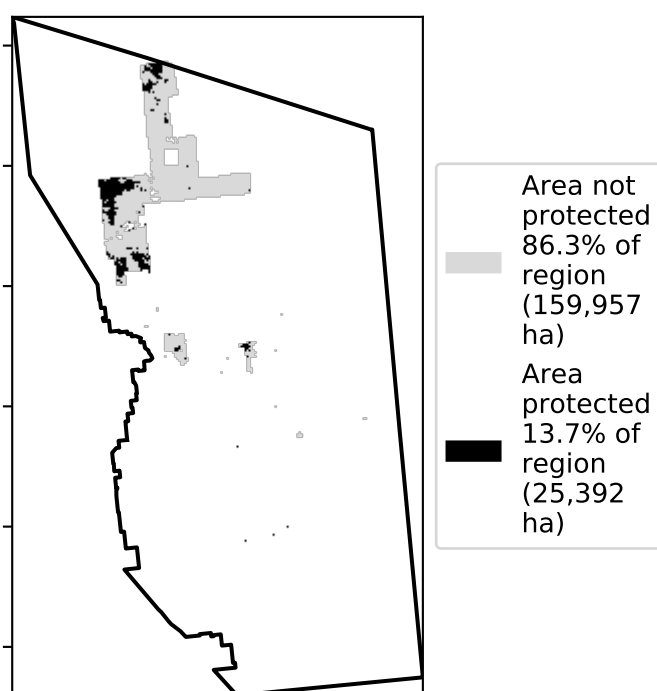 Area not
protected
86.3% of
region
(159,957
ha)
Area
protected
13.7% of
region
(25,392
ha)